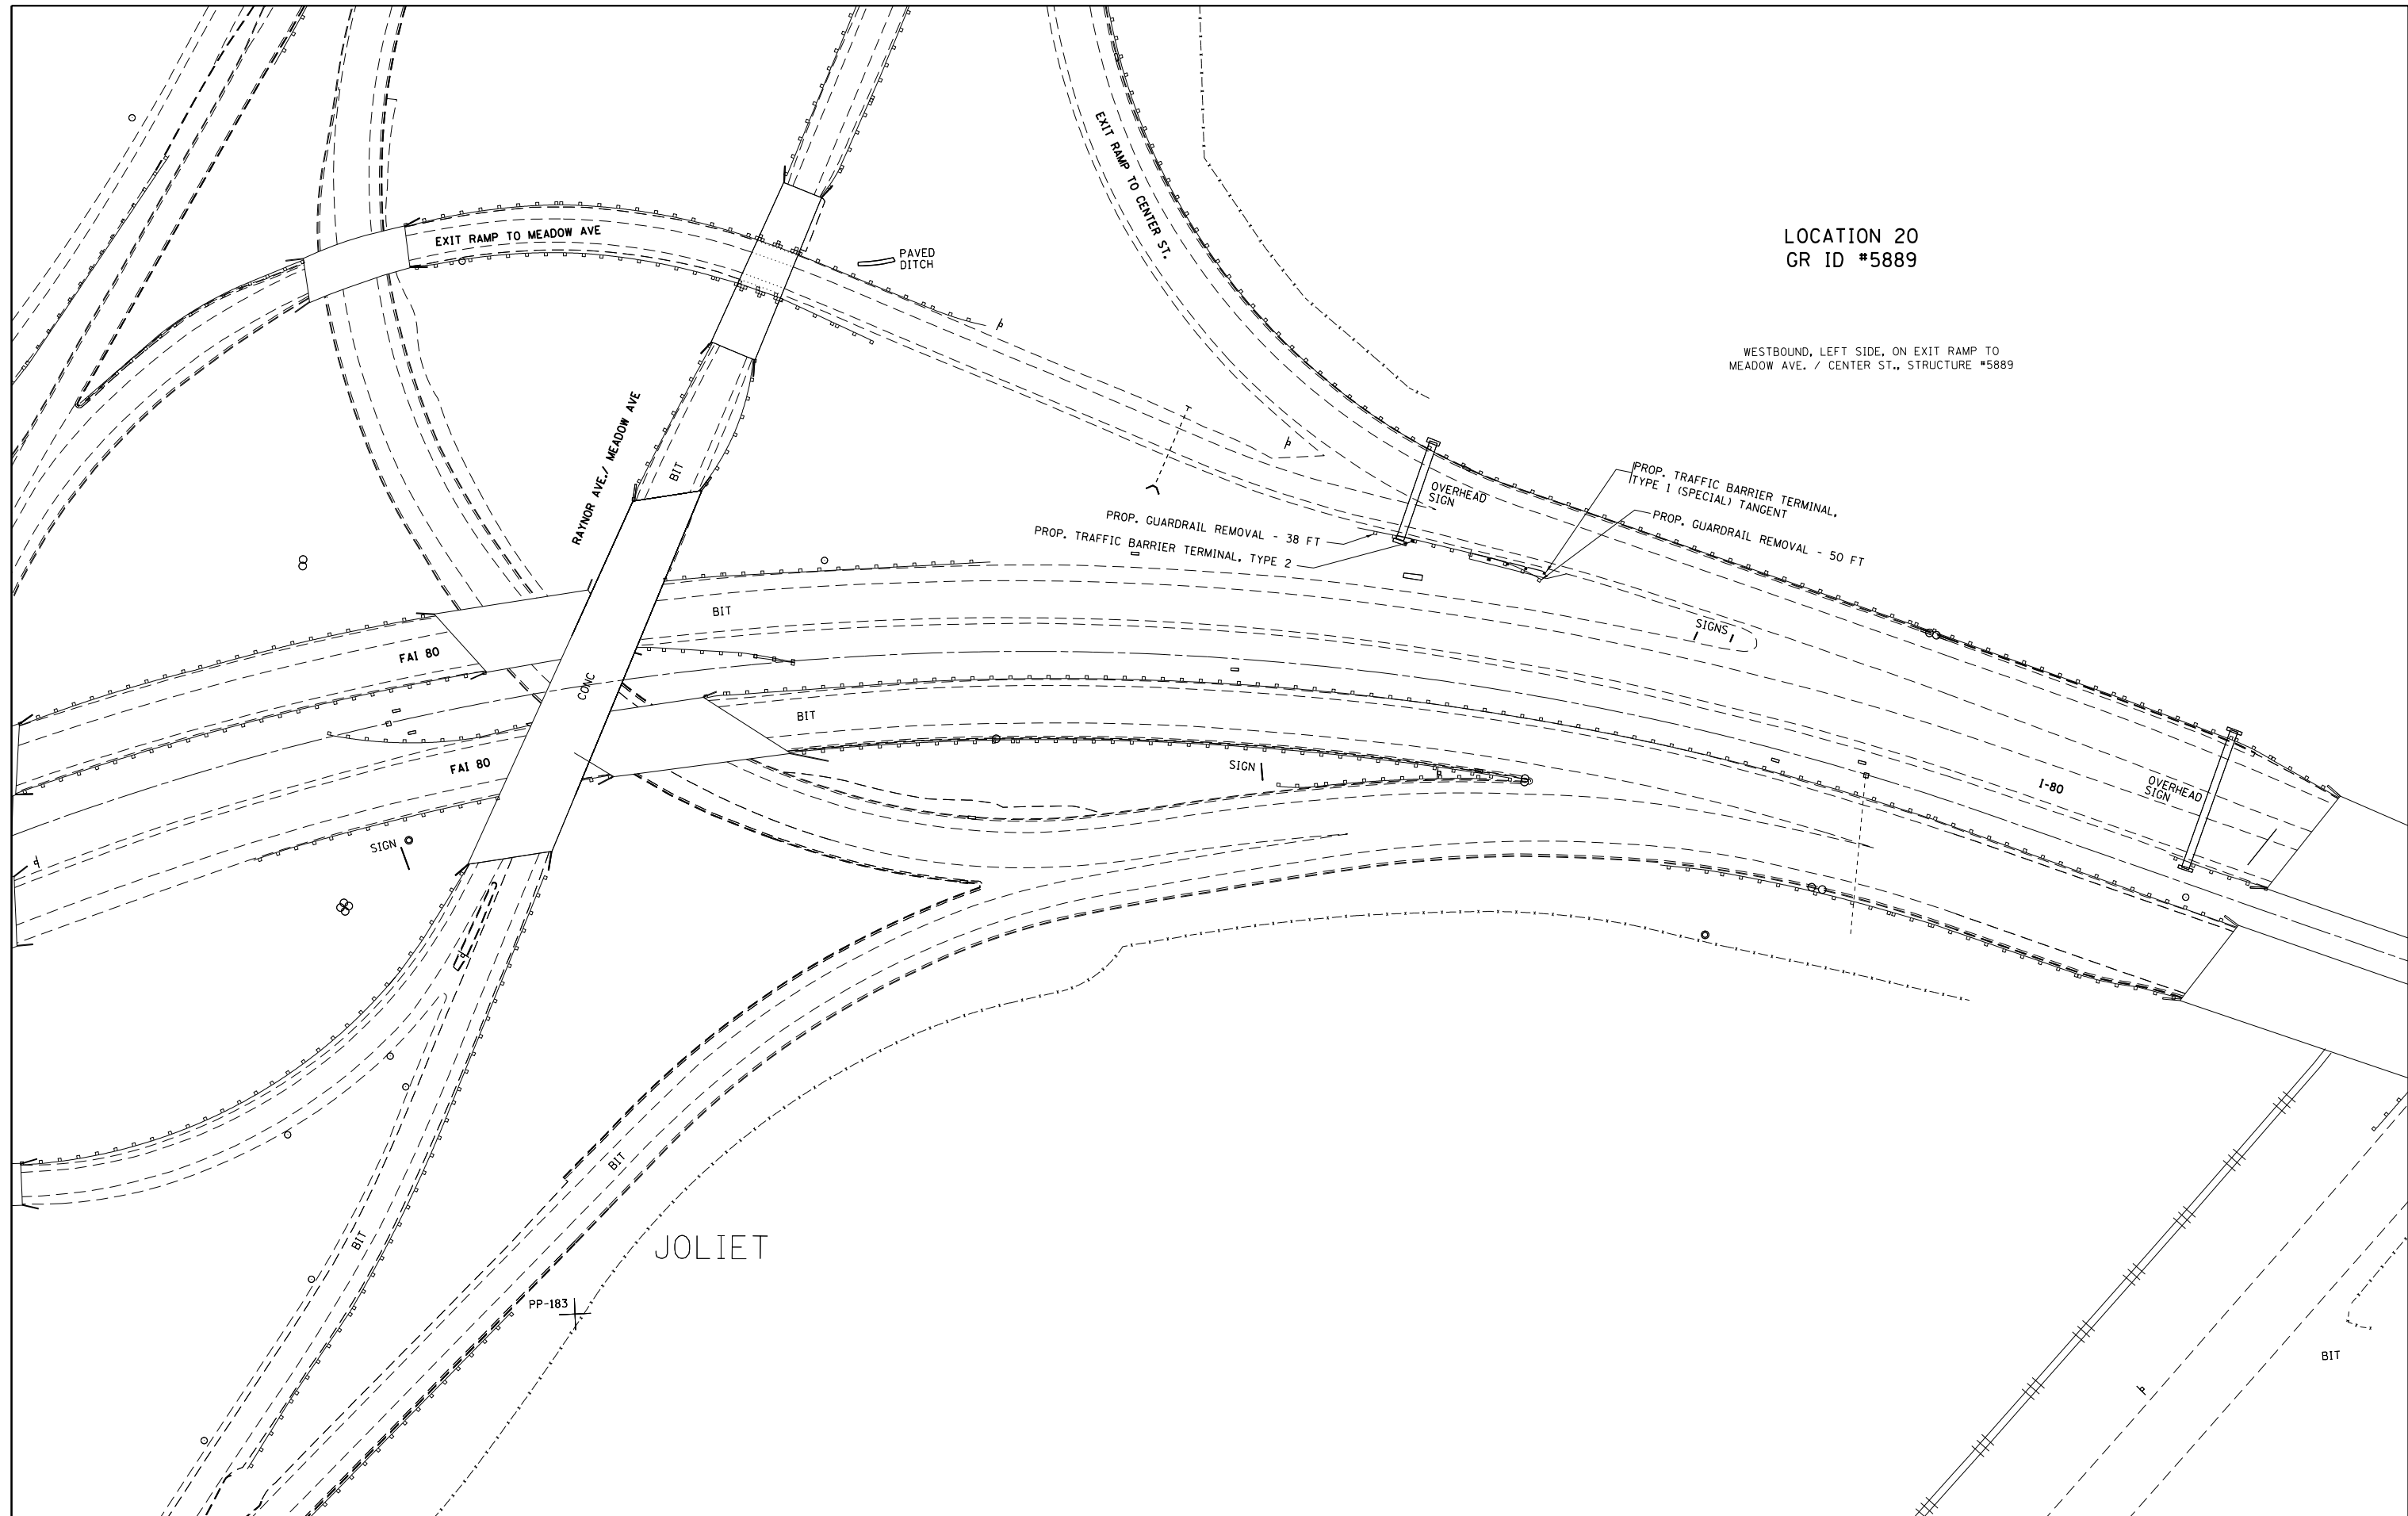 EXIT RAMP TO CENTER ST.
LOCATION 20
GR ID #5889
EXIT RAMP TO MEADOW AVE
PAVED
DITCH
WESTBOUND, LEFT SIDE, ON EXIT RAMP TO
MEADOW AVE. / CENTER ST., STRUCTURE #5889
RAYNOR AVE./ MEADOW AVE
BIT
OVERHEAD
SIGN
PROP. TRAFFIC BARRIER TERMINAL,
TYPE 1 (SPECIAL) TANGENT
PROP. GUARDRAIL REMOVAL - 38 FT
PROP. GUARDRAIL REMOVAL - 50 FT
PROP. TRAFFIC BARRIER TERMINAL, TYPE 2
BIT
SIGNS
FAI 80
CONC
BIT
FAI 80
SIGN
I-80
OVERHEAD
SIGN
SIGN
BIT
BIT
JOLIET
PP-183
BIT